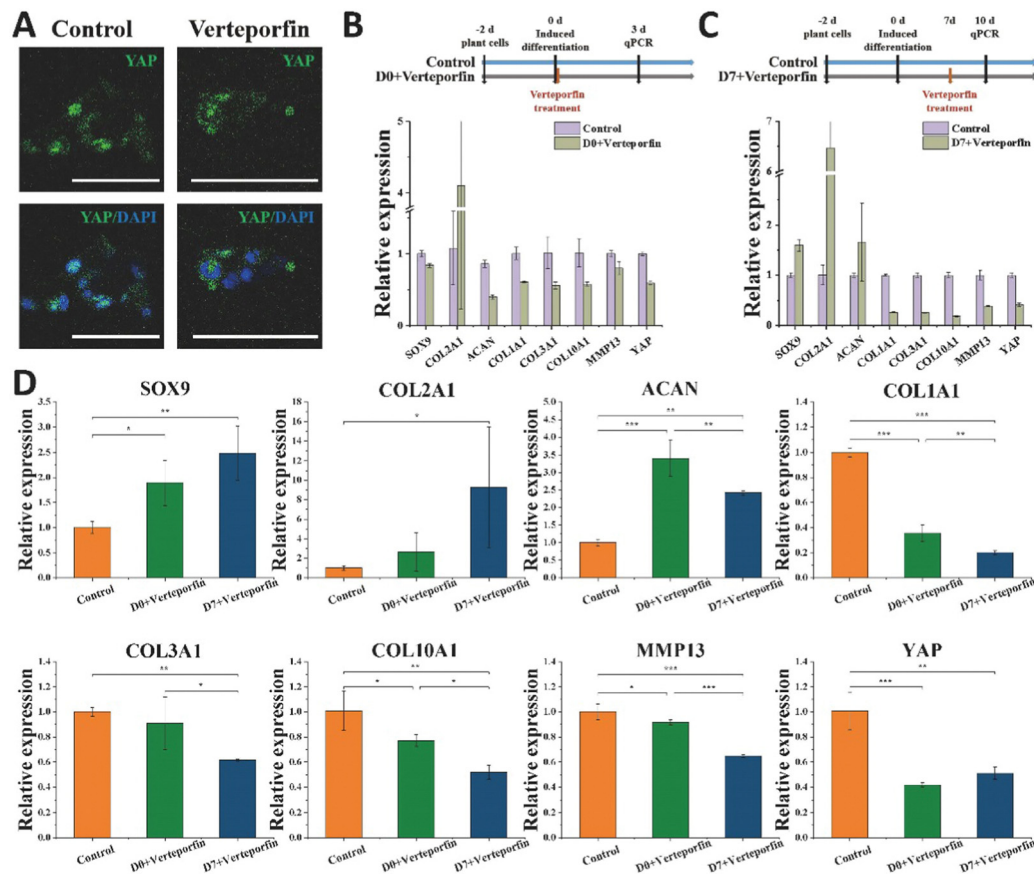 A
Control
Verteporfin
YAP
YAP
YAP/DAPI
YAP/DAPI
B
-2 d
plant cells
0 d
Induced differentiation
3 d
qPCR
Control
D0+Verteporfin
Verteporfin
treatment
Relative expression
5
4
1
0
Control
D0+Verteporfin
SOX9
COL2A1
ACAN
COL1A1
COL3A1
COL10A1
MMP13
YAP
C
-2 d
plant cells
0 d
Induced differentiation
7d
10 d
qPCR
Control
D7+Verteporfin
Verteporfin
treatment
Relative expression
7
6
2
1
0
Control
D7+Verteporfin
SOX9
COL2A1
ACAN
COL1A1
COL3A1
COL10A1
MMP13
YAP
D
SOX9
Relative expression
3.5
3.0
2.5
2.0
1.5
1.0
0.5
0.0
**
*
Control
D0+Verteporfin
D7+Verteporfin
COL2A1
Relative expression
18
16
14
12
10
8
6
4
2
0
*
Control
D0+Verteporfin
D7+Verteporfin
ACAN
Relative expression
5.0
4.5
4.0
3.5
3.0
2.5
2.0
1.5
1.0
0.5
0.0
**
***
**
Control
D0+Verteporfin
D7+Verteporfin
COL1A1
Relative expression
1.4
1.2
1.0
0.8
0.6
0.4
0.2
0.0
***
***
**
Control
D0+Verteporfin
D7+Verteporfin
COL3A1
Relative expression
1.4
1.2
1.0
0.8
0.6
0.4
0.2
0.0
**
*
Control
D0+Verteporfin
D7+Verteporfin
COL10A1
Relative expression
1.4
1.2
1.0
0.8
0.6
0.4
0.2
0.0
**
*
*
Control
D0+Verteporfin
D7+Verteporfin
MMP13
Relative expression
1.4
1.2
1.0
0.8
0.6
0.4
0.2
0.0
***
*
***
Control
D0+Verteporfin
D7+Verteporfin
YAP
Relative expression
1.4
1.2
1.0
0.8
0.6
0.4
0.2
0.0
**
***
Control
D0+Verteporfin
D7+Verteporfin